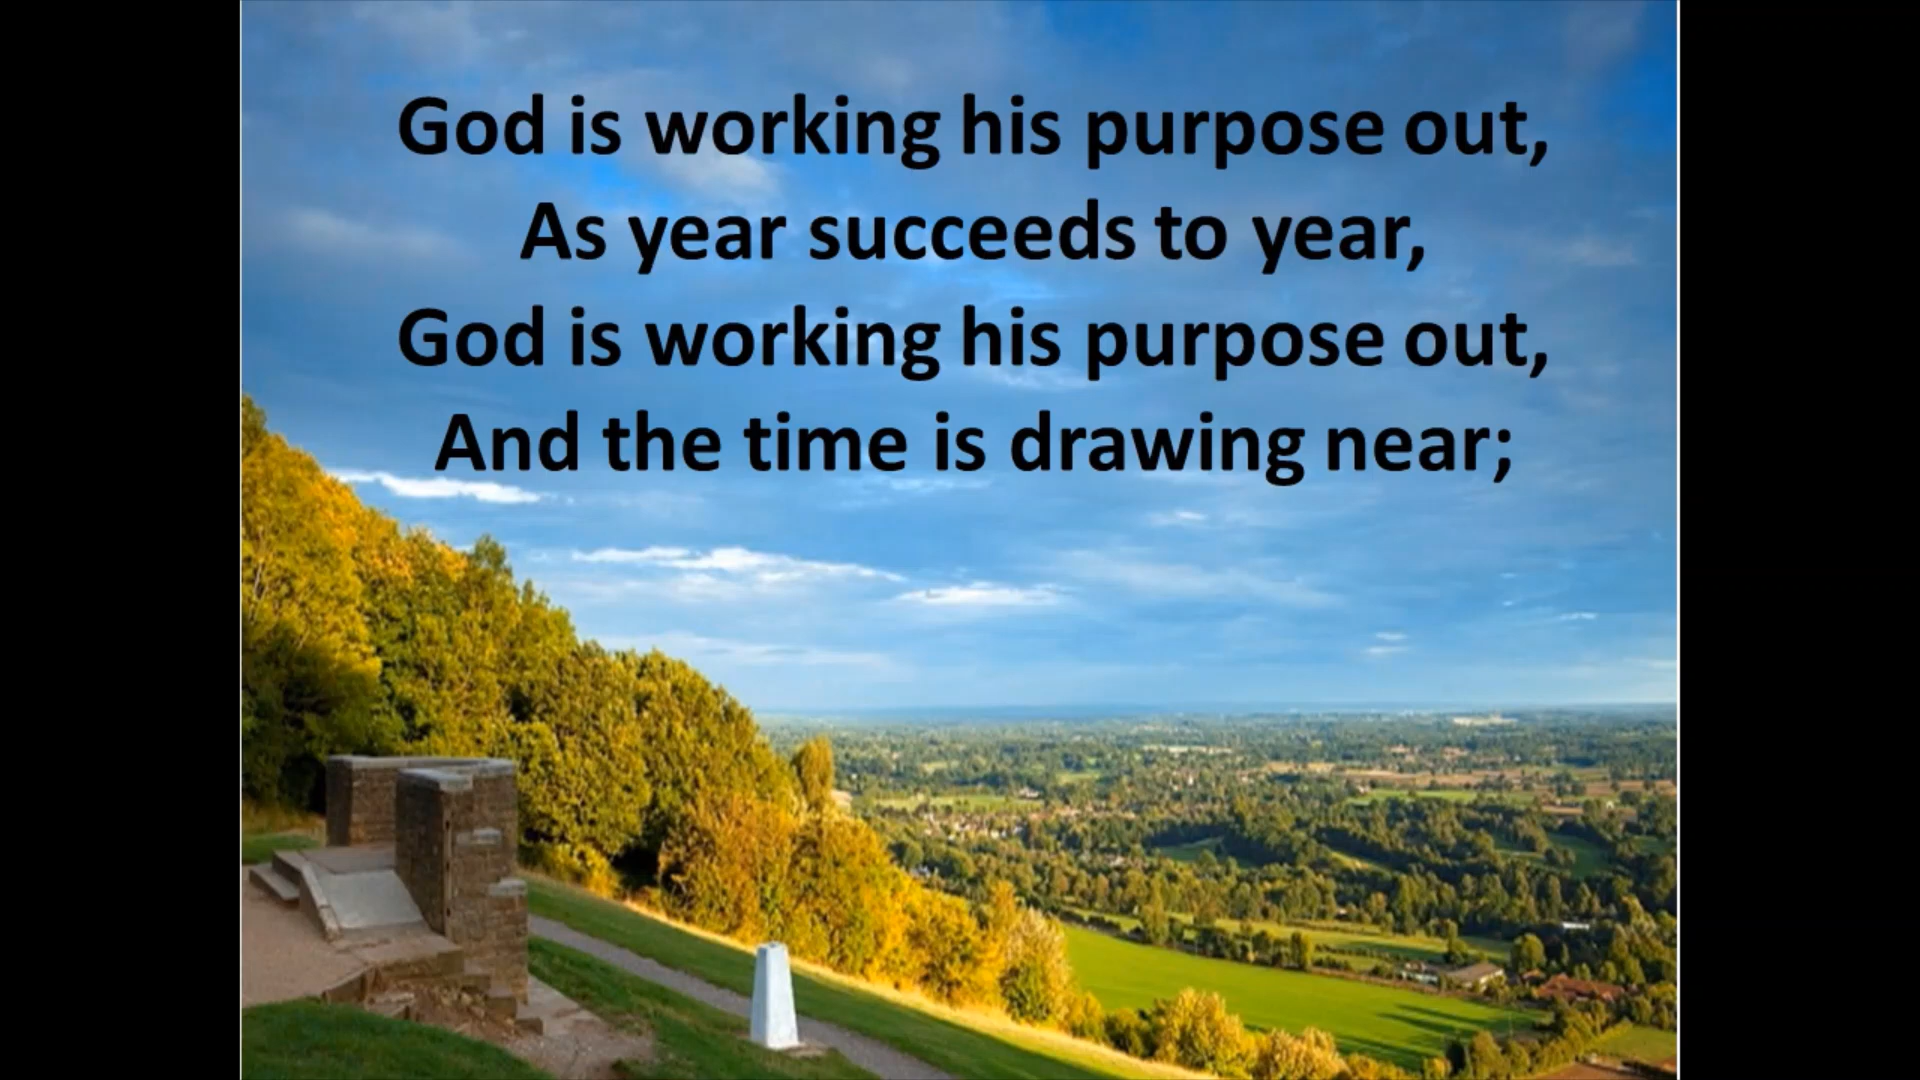 God is working his purpose out,
As year succeeds to year,
God is working his purpose out,
And the time is drawing near;